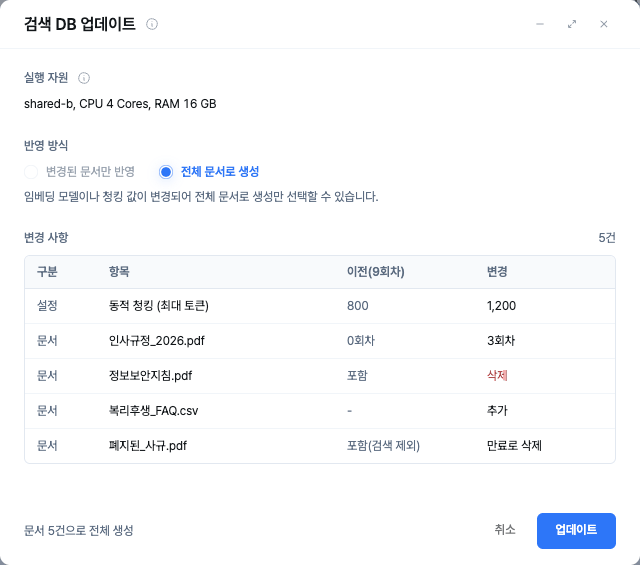 검색 DB 업데이트
실행 자원
shared-b, CPU 4 Cores, RAM 16 GB
반영 방식
변경된 문서만 반영 전체 문서로 생성
임베딩 모델이나 청킹 값이 변경되어 전체 문서로 생성만 선택할 수 있습니다.
변경 사항 5건
구분 항목 이전(9회차) 변경
설정 동적 청킹 (최대 토큰) 800 1,200
문서 인사규정_2026.pdf 0회차 3회차
문서 정보보안지침.pdf 포함 삭제
문서 복리후생_FAQ.csv - 추가
문서 폐지된_사규.pdf 포함(검색 제외) 만료로 삭제
문서 5건으로 전체 생성 취소 업데이트